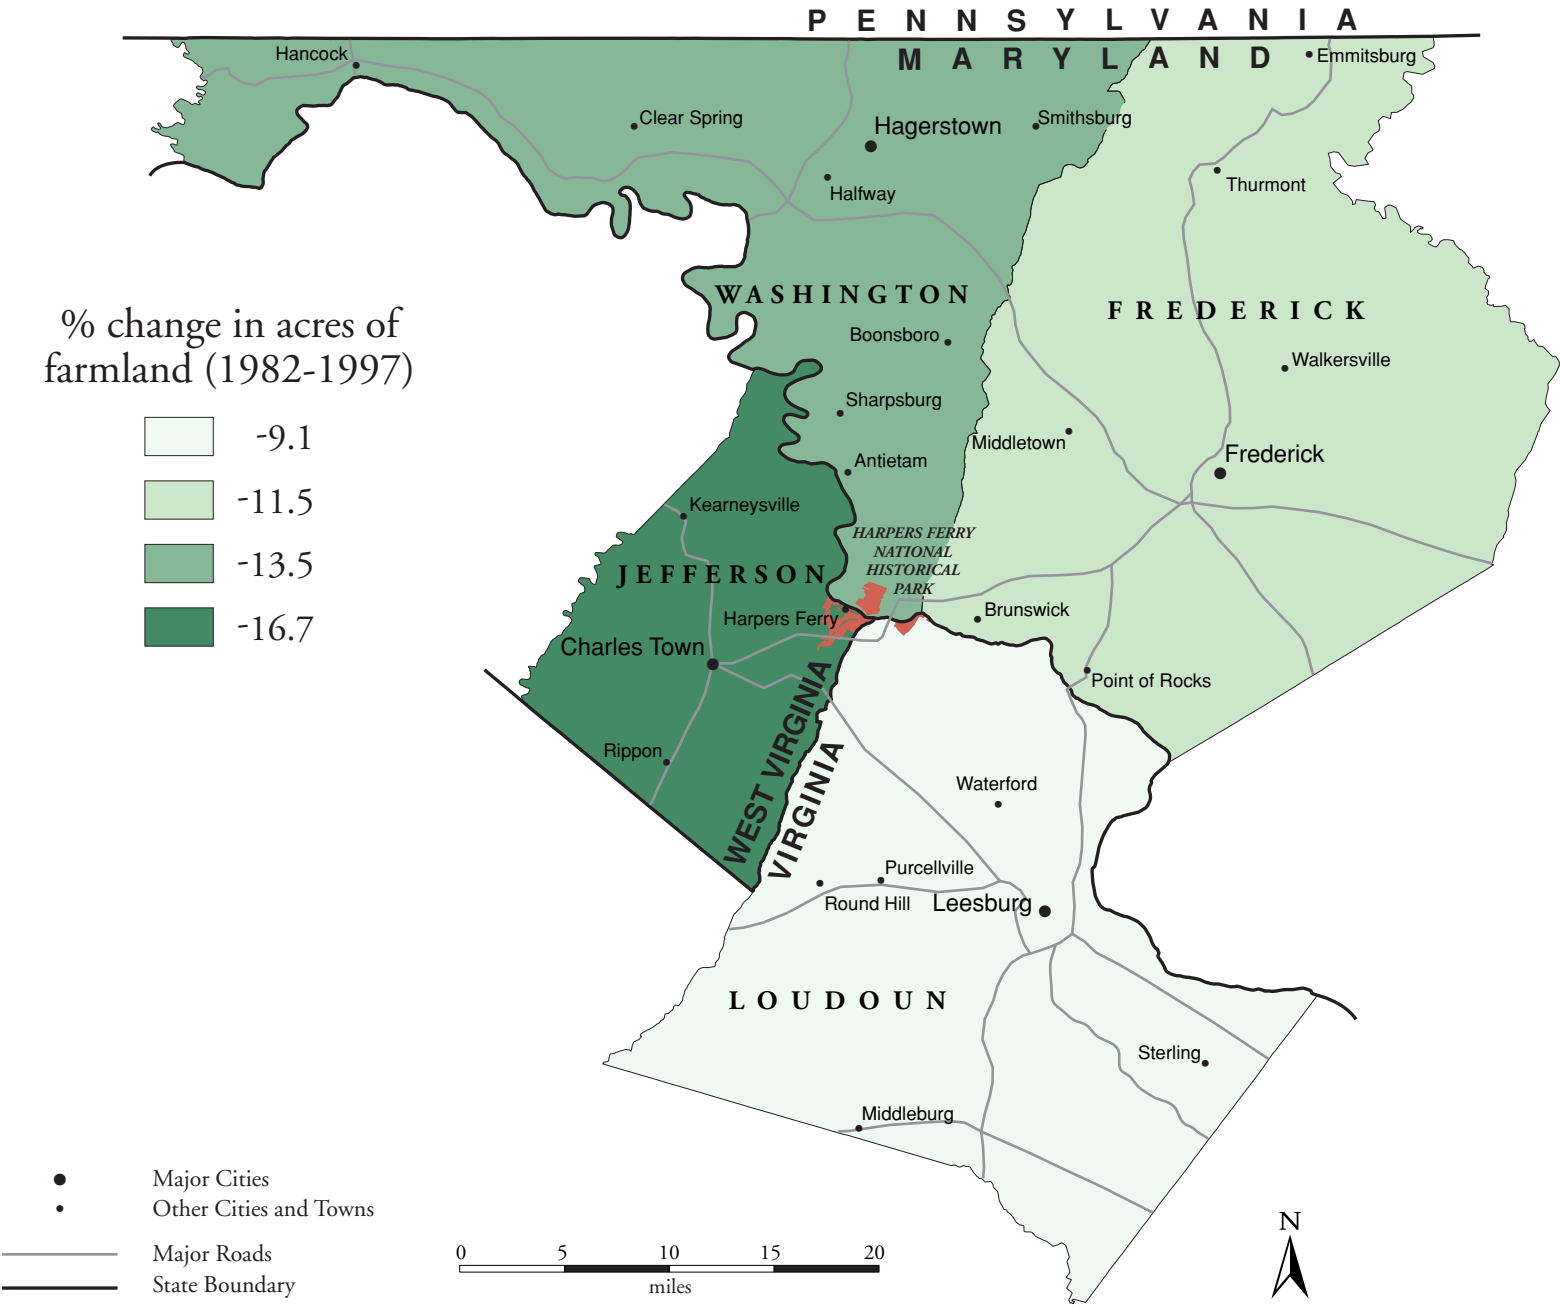 PENNSYLVANIA
MARYLAND
Hancock
Emmitsburg
Clear Spring
Hagerstown
Smithsburg
Halfway
Thurmont
WASHINGTON
FREDERICK
Boonsboro
Walkersville
% change in acres of
farmland (1982-1997)
-9.1
-11.5
-13.5
-16.7
Sharpsburg
Middletown
Antietam
Frederick
Kearneysville
HARPERS FERRY
NATIONAL
HISTORICAL
PARK
JEFFERSON
Harpers Ferry
Brunswick
Charles Town
Point of Rocks
WEST VIRGINIA
VIRGINIA
Rippon
Waterford
Purcellville
Round Hill
Leesburg
LOUDOUN
Sterling
Middleburg
Major Cities
Other Cities and Towns
Major Roads
State Boundary
0 5 10 15 20
miles
N